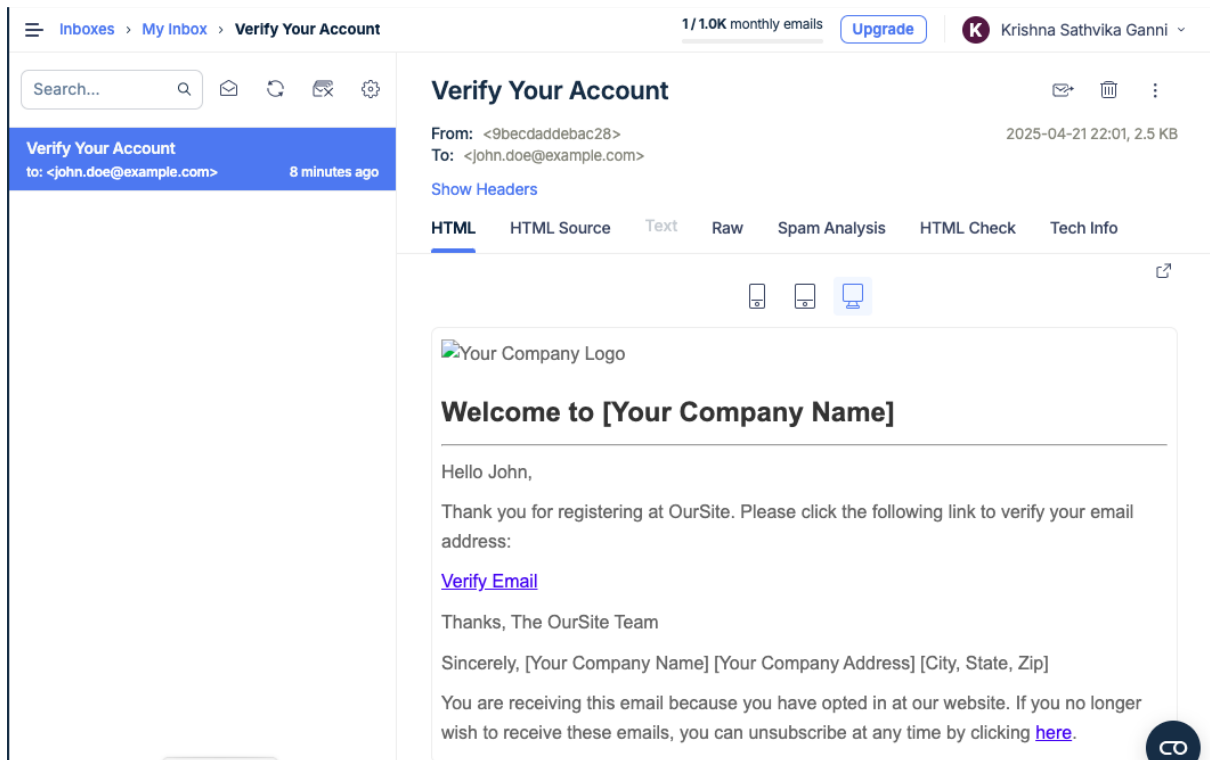 Inboxes › My Inbox › Verify Your Account
1 / 1.0K monthly emails
Upgrade
K
Krishna Sathvika Ganni
Search...
Verify Your Account
to: <john.doe@example.com> 8 minutes ago
Verify Your Account
From: <9becdaddebac28>
2025-04-21 22:01, 2.5 KB
To: <john.doe@example.com>
Show Headers
HTML HTML Source Text Raw Spam Analysis HTML Check Tech Info
Your Company Logo
Welcome to [Your Company Name]
Hello John,
Thank you for registering at OurSite. Please click the following link to verify your email
address:
Verify Email
Thanks, The OurSite Team
Sincerely, [Your Company Name] [Your Company Address] [City, State, Zip]
You are receiving this email because you have opted in at our website. If you no longer
wish to receive these emails, you can unsubscribe at any time by clicking here.